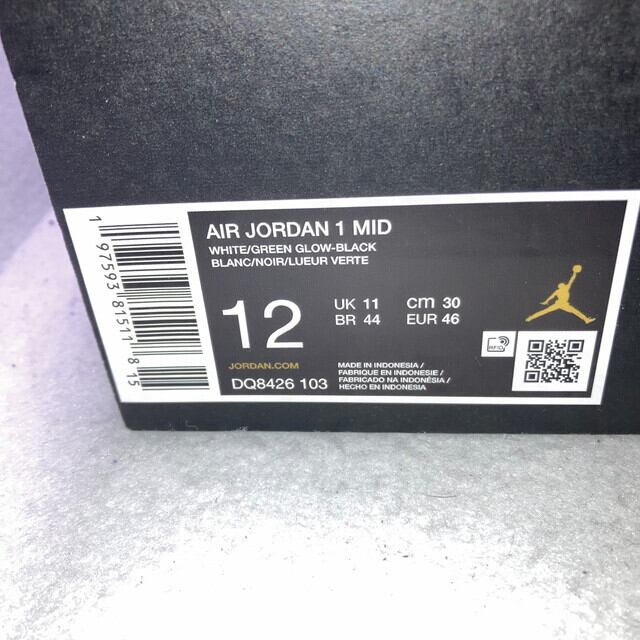 AIR JORDAN 1 MID
WHITE/GREEN GLOW-BLACK
BLANC/NOIR/LUEUR VERTE
12
UK 11 cm 30
BR 44 EUR 46
JORDAN.COM
DQ8426 103
MADE IN INDONESIA /
FABRIQUE EN INDONESIE /
FABRICADO NA INDONÉSIA /
HECHO EN INDONESIA
RFID
1 97593 81511 8 15